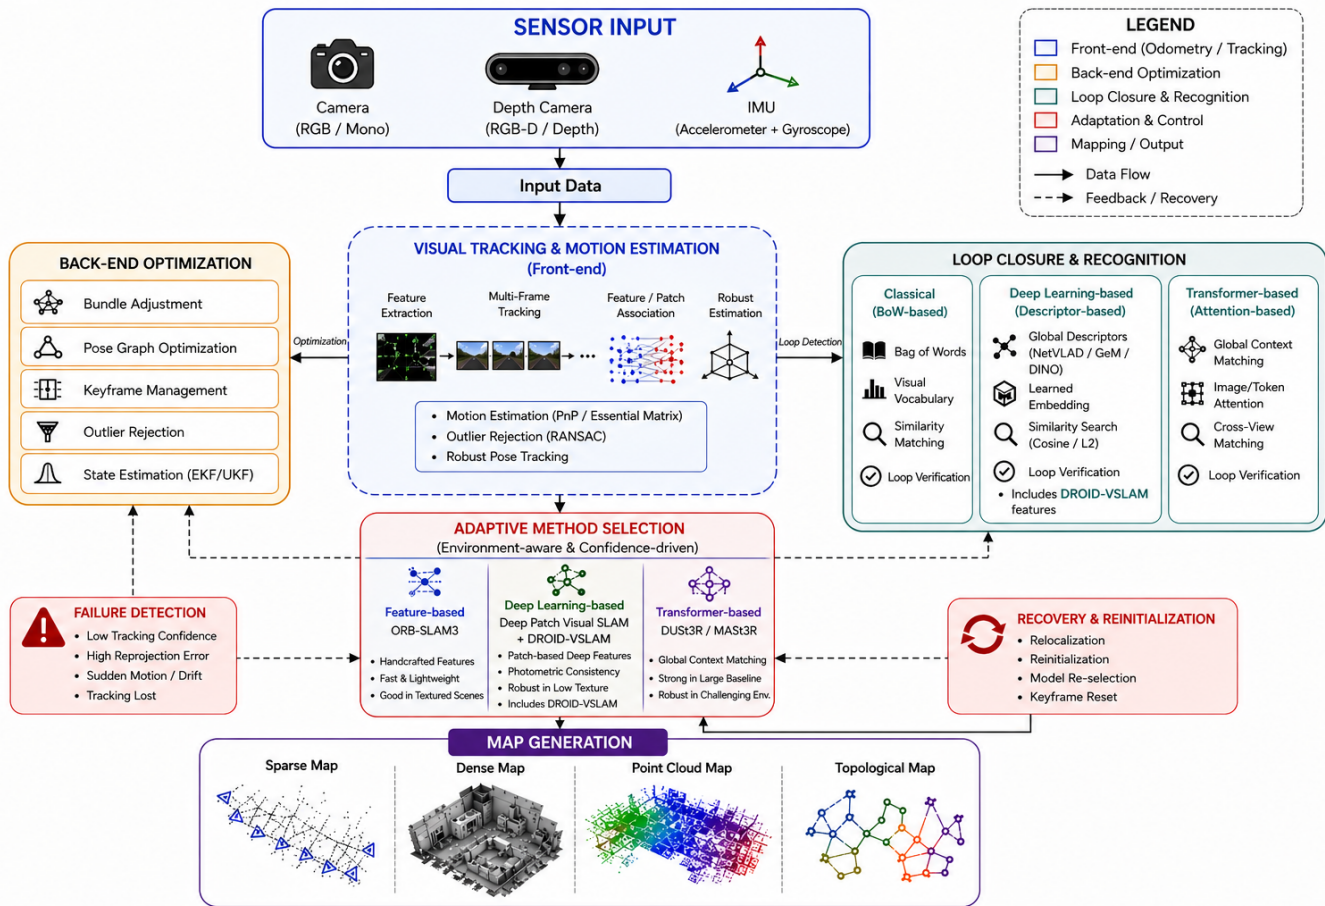 SENSOR INPUT
Camera
(RGB / Mono)
Depth Camera
(RGB-D / Depth)
IMU
(Accelerometer + Gyroscope)
LEGEND
Front-end (Odometry / Tracking)
Back-end Optimization
Loop Closure & Recognition
Adaptation & Control
Mapping / Output
Data Flow
Feedback / Recovery
Input Data
BACK-END OPTIMIZATION
Bundle Adjustment
Pose Graph Optimization
Keyframe Management
Outlier Rejection
State Estimation (EKF/UKF)
Optimization
VISUAL TRACKING & MOTION ESTIMATION
(Front-end)
Feature
Extraction
Multi-Frame
Tracking
Feature / Patch
Association
Robust
Estimation
• Motion Estimation (PnP / Essential Matrix)
• Outlier Rejection (RANSAC)
• Robust Pose Tracking
Loop Detection
LOOP CLOSURE & RECOGNITION
Classical
(BoW-based)
Bag of Words
Visual
Vocabulary
Similarity
Matching
Loop Verification
Deep Learning-based
(Descriptor-based)
Global Descriptors
(NetVLAD / GeM /
DINO)
Learned
Embedding
Similarity Search
(Cosine / L2)
Loop Verification
• Includes DROID-VSLAM
features
Transformer-based
(Attention-based)
Global Context
Matching
Image/Token
Attention
Cross-View
Matching
Loop Verification
ADAPTIVE METHOD SELECTION
(Environment-aware & Confidence-driven)
Feature-based
ORB-SLAM3
• Handcrafted Features
• Fast & Lightweight
• Good in Textured Scenes
Deep Learning-based
Deep Patch Visual SLAM
+ DROID-VSLAM
• Patch-based Deep Features
• Photometric Consistency
• Robust in Low Texture
• Includes DROID-VSLAM
Transformer-based
DUSt3R / MASt3R
• Global Context Matching
• Strong in Large Baseline
• Robust in Challenging Env.
FAILURE DETECTION
• Low Tracking Confidence
• High Reprojection Error
• Sudden Motion / Drift
• Tracking Lost
RECOVERY & REINITIALIZATION
• Relocalization
• Reinitialization
• Model Re-selection
• Keyframe Reset
MAP GENERATION
Sparse Map
Dense Map
Point Cloud Map
Topological Map